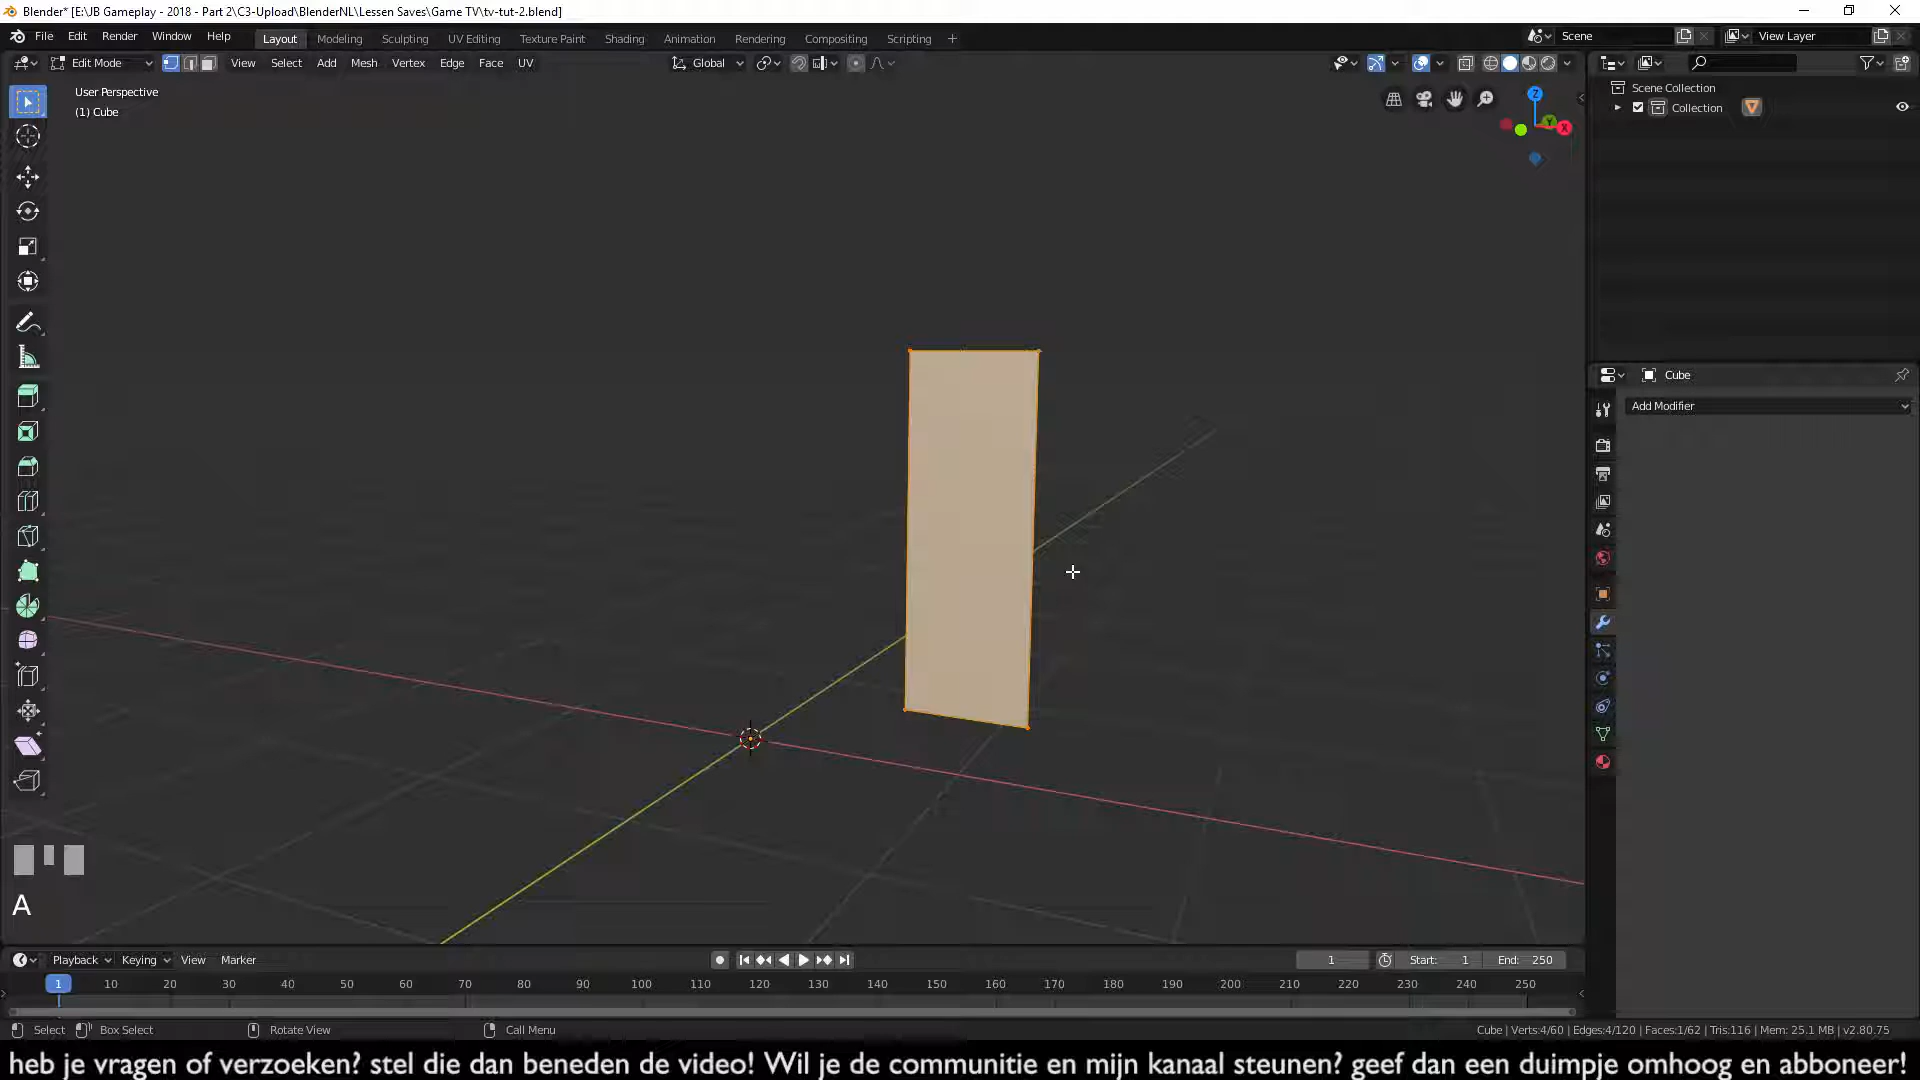 Blender* [E:\JB Gameplay - 2018 - Part 2\C3-Upload\BlenderNL\Lessen Saves\Game TV\tv-tut-2.blend]
File Edit Render Window Help Layout Modeling Sculpting UV Editing Texture Paint Shading Animation Rendering Compositing Scripting + Scene View Layer
Edit Mode View Select Add Mesh Vertex Edge Face UV Global
User Perspective
(1) Cube
Z
Y
X
Scene Collection
Collection
Cube
Add Modifier
A
Playback Keying View Marker 1 Start: 1 End: 250
1 10 20 30 40 50 60 70 80 90 100 110 120 130 140 150 160 170 180 190 200 210 220 230 240 250
Select Box Select Rotate View Call Menu Cube | Verts:4/60 | Edges:4/120 | Faces:1/62 | Tris:116 | Mem: 25.1 MB | v2.80.75
heb je vragen of verzoeken? stel die dan beneden de video! Wil je de communitie en mijn kanaal steunen? geef dan een duimpje omhoog en abboneer!